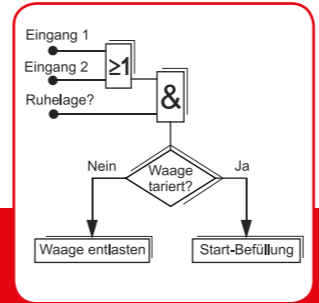 Eingang 1
≥1
Eingang 2
&
Ruhelage?
Nein
Waage
tariert?
Ja
Waage entlasten
Start-Befüllung